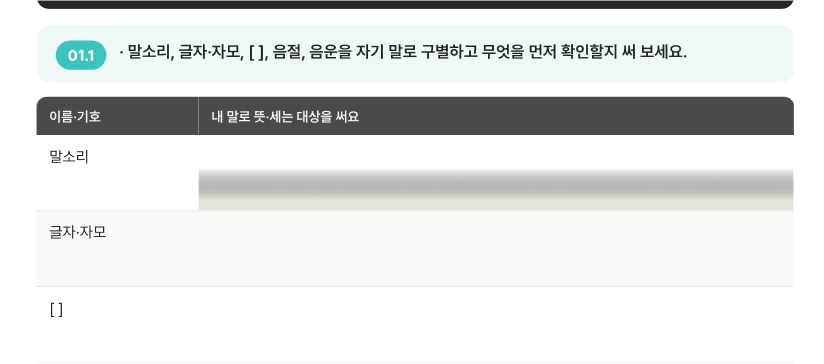 01.1 · 말소리, 글자·자모, [ ], 음절, 음운을 자기 말로 구별하고 무엇을 먼저 확인할지 써 보세요.
이름·기호 내 말로 뜻·세는 대상을 써요
말소리
글자·자모
[ ]